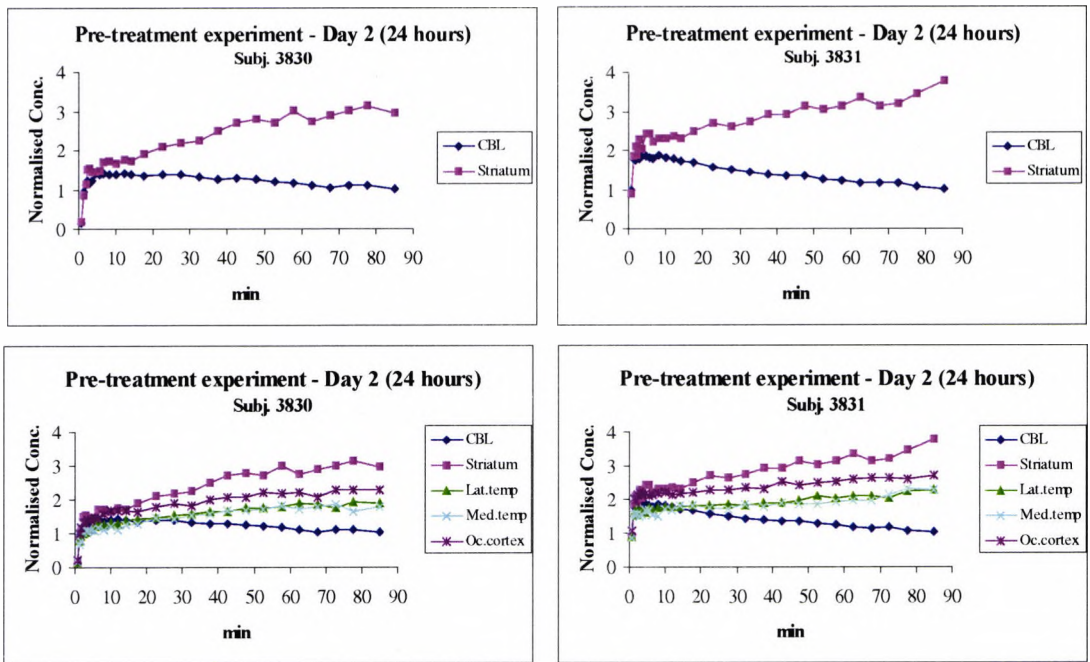 Pre-treatment experiment - Day 2 (24 hours)
Subj. 3830
Normalised Conc.
4
3
2
1
0
0 10 20 30 40 50 60 70 80 90
min
CBL
Striatum
Pre-treatment experiment - Day 2 (24 hours)
Subj. 3831
Normalised Conc.
4
3
2
1
0
0 10 20 30 40 50 60 70 80 90
min
CBL
Striatum
Pre-treatment experiment - Day 2 (24 hours)
Subj. 3830
Normalised Conc.
4
3
2
1
0
0 10 20 30 40 50 60 70 80 90
min
CBL
Striatum
Lat.temp
Med.temp
Oc.cortex
Pre-treatment experiment - Day 2 (24 hours)
Subj. 3831
Normalised Conc.
4
3
2
1
0
0 10 20 30 40 50 60 70 80 90
min
CBL
Striatum
Lat.temp
Med.temp
Oc.cortex